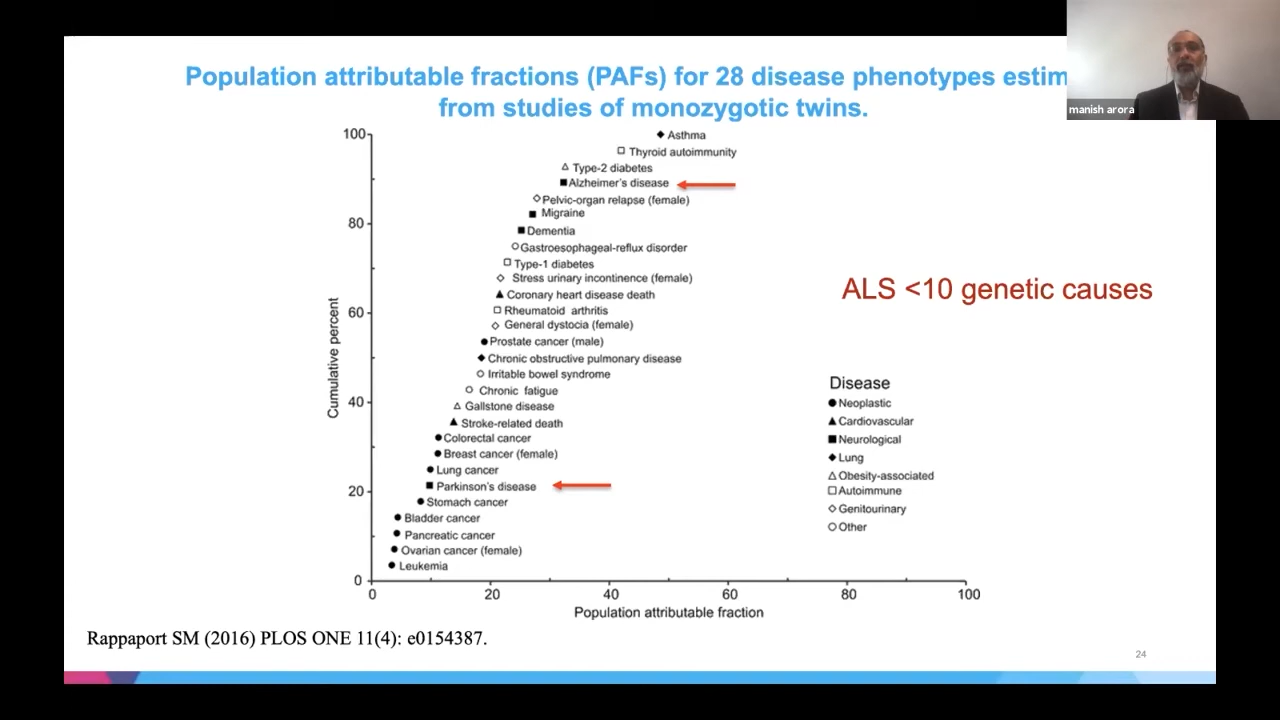 Population attributable fractions (PAFs) for 28 disease phenotypes estim
from studies of monozygotic twins.
manish arora
100
Asthma
Thyroid autoimmunity
Type-2 diabetes
Alzheimer's disease
Pelvic-organ relapse (female)
Migraine
80
Dementia
Gastroesophageal-reflux disorder
Type-1 diabetes
Stress urinary incontinence (female)
Coronary heart disease death
60
Rheumatoid arthritis
General dystocia (female)
Prostate cancer (male)
Chronic obstructive pulmonary disease
Irritable bowel syndrome
Chronic fatigue
40
Gallstone disease
Stroke-related death
Colorectal cancer
Breast cancer (female)
Lung cancer
Parkinson's disease
20
Stomach cancer
Bladder cancer
Pancreatic cancer
Ovarian cancer (female)
Leukemia
0
Cumulative percent
0 20 40 60 80 100
Population attributable fraction
ALS <10 genetic causes
Disease
Neoplastic
Cardiovascular
Neurological
Lung
Obesity-associated
Autoimmune
Genitourinary
Other
Rappaport SM (2016) PLOS ONE 11(4): e0154387.
24